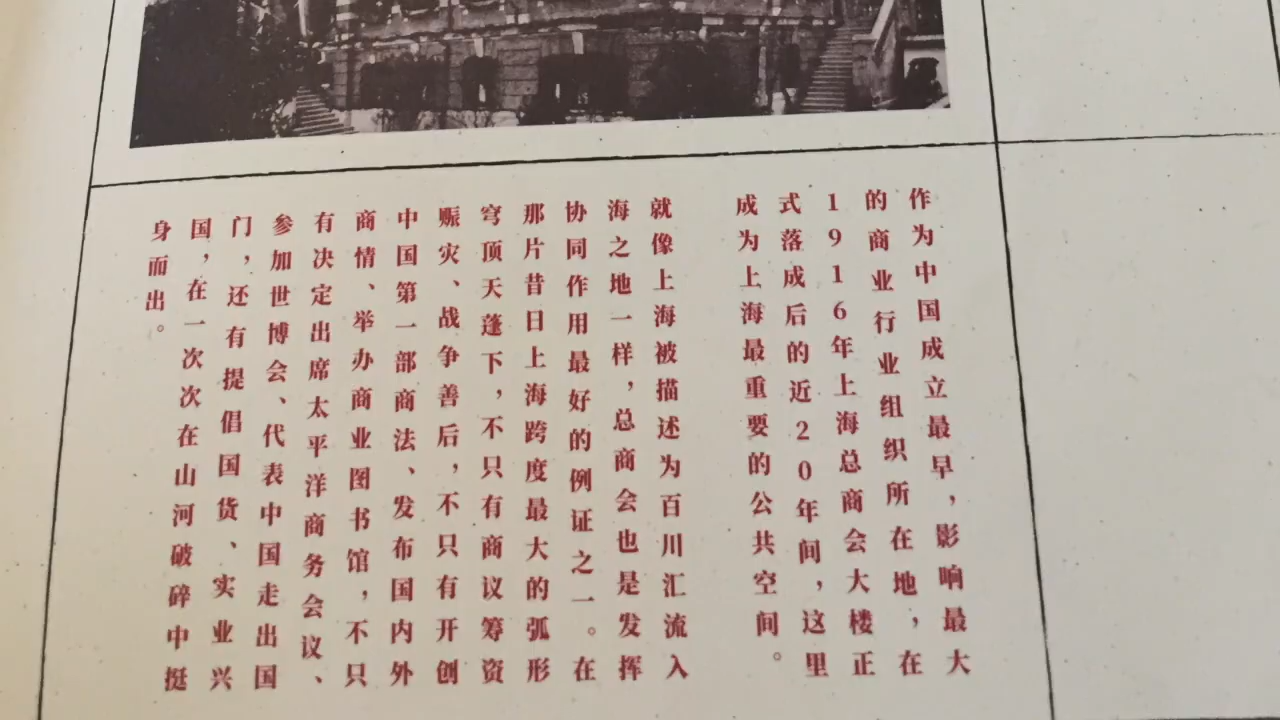 作为中国成立最早，影响最大
的商业行业组织所在地，在
1916年上海总商会大楼正
式落成后的近20年间，这里
成为上海最重要的公共空间。
就像上海被描述为百川汇流入
海之地一样，总商会也是发挥
协同作用最好的例证之一。在
那片昔日上海跨度最大的弧形
穹顶天蓬下，不只有商议筹资
赈灾、战争善后，不只有开创
中国第一部商法、发布国内外
商情、举办商业图书馆，不只
有决定出席太平洋商务会议、
参加世博会、代表中国走出国
门，还有提倡国货、实业兴
国，在一次次在山河破碎中挺
身而出。